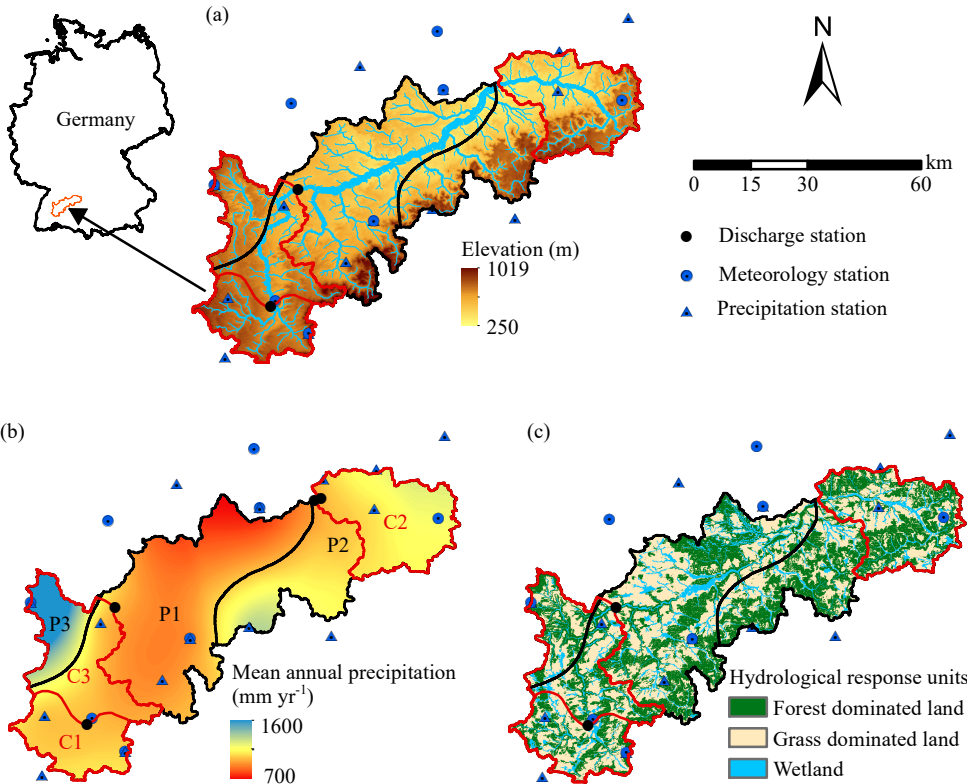 (a)
N
Germany
km
0 15 30 60
Discharge station
Meteorology station
Precipitation station
Elevation (m)
1019
250
(b)
C2
P2
P1
P3
C3
C1
Mean annual precipitation
(mm yr-1)
1600
700
(c)
Hydrological response units
Forest dominated land
Grass dominated land
Wetland